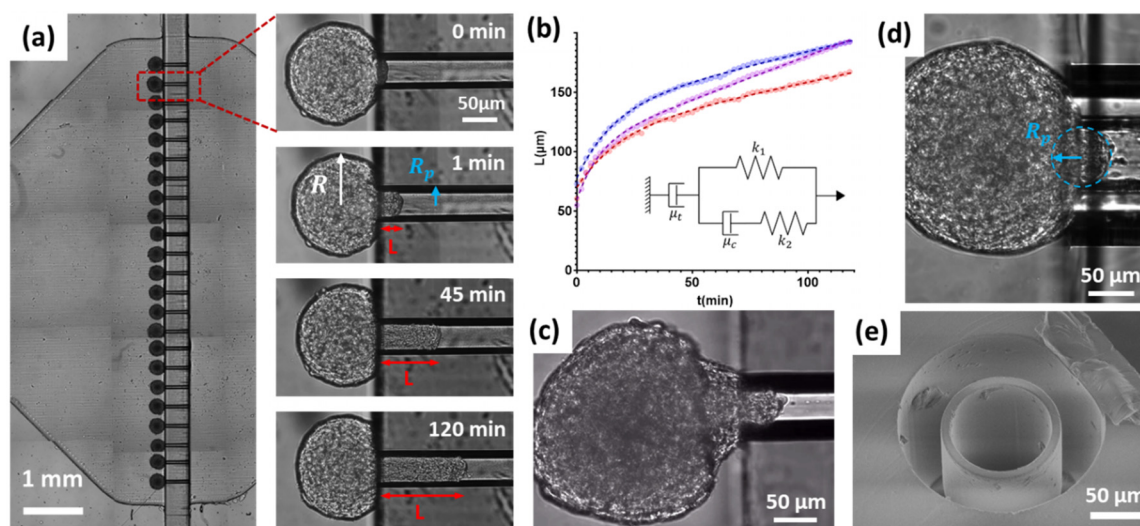 (a)
1 mm
0 min
50µm
1 min
R
Rₚ
L
45 min
L
120 min
L
(b)
L(µm)
150
100
50
0
0
50
100
t(min)
k₁
µₜ
µ_c
k₂
(c)
50 µm
(d)
Rₚ
50 µm
(e)
50 µm